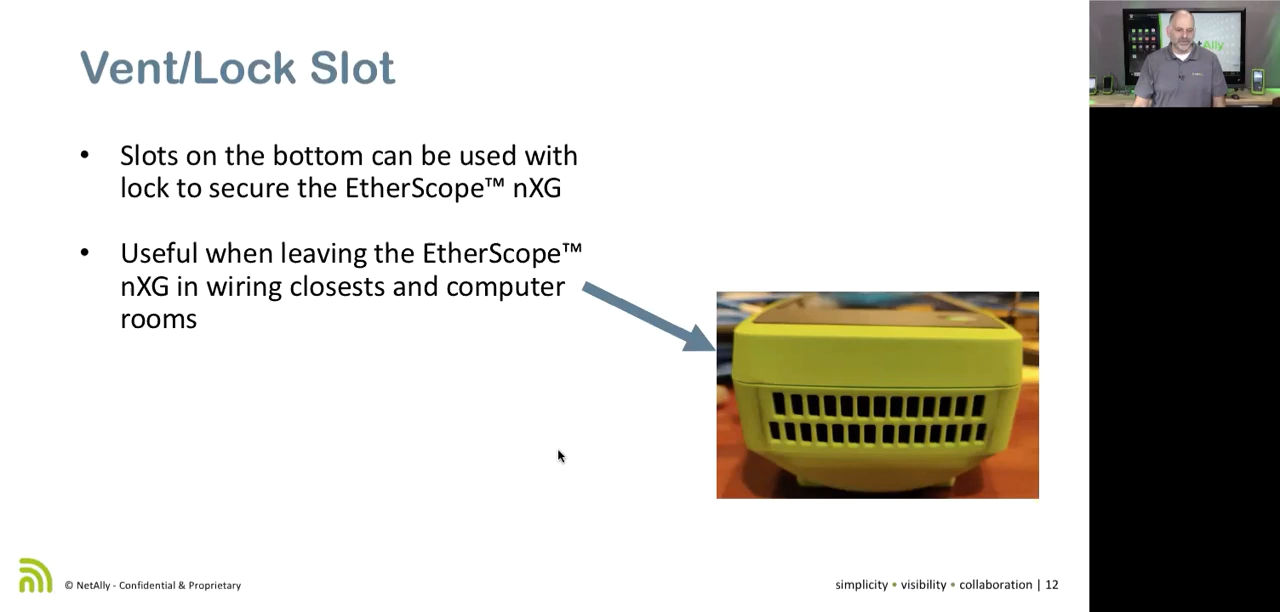 Vent/Lock Slot
• Slots on the bottom can be used with
lock to secure the EtherScope™ nXG
• Useful when leaving the EtherScope™
nXG in wiring closests and computer
rooms
© NetAlly - Confidential & Proprietary
simplicity • visibility • collaboration | 12